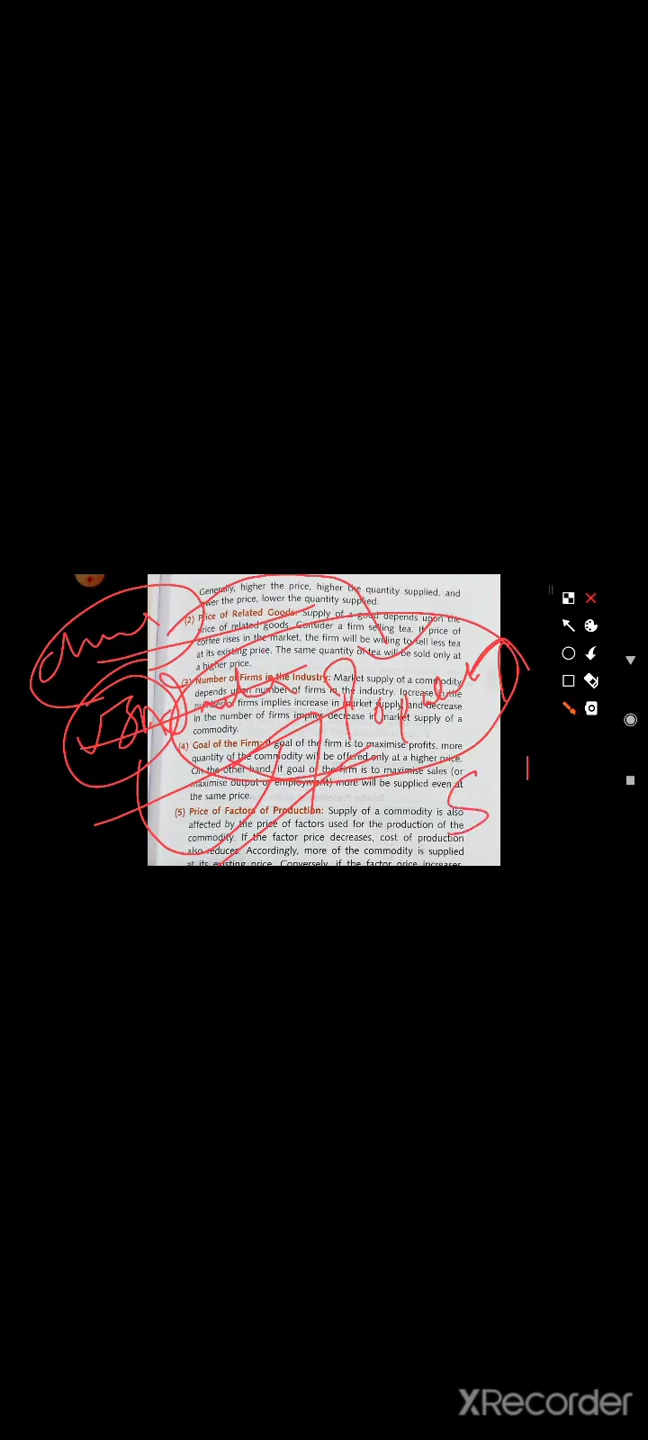 Generally, higher the price, higher the quantity supplied, and
lower the price, lower the quantity supplied.
(2) Price of Related Goods: Supply of a good depends upon the
price of related goods. Consider a firm selling tea. If price of
coffee rises in the market, the firm will be willing to sell less tea
at its existing price. The same quantity of tea will be sold only at
a higher price.
(3) Number of Firms in the Industry: Market supply of a commodity
depends upon number of firms in the industry. Increase in the
number of firms implies increase in market supply, and decrease
in the number of firms implies decrease in market supply of a
commodity.
(4) Goal of the Firm: If goal of the firm is to maximise profits, more
quantity of the commodity will be offered only at a higher price.
On the other hand, if goal of the firm is to maximise sales (or
maximise output or employment) more will be supplied even at
the same price.
(5) Price of Factors of Production: Supply of a commodity is also
affected by the price of factors used for the production of the
commodity. If the factor price decreases, cost of production
also reduces. Accordingly, more of the commodity is supplied
at its existing price. Conversely, if the factor price increases
XRecorder